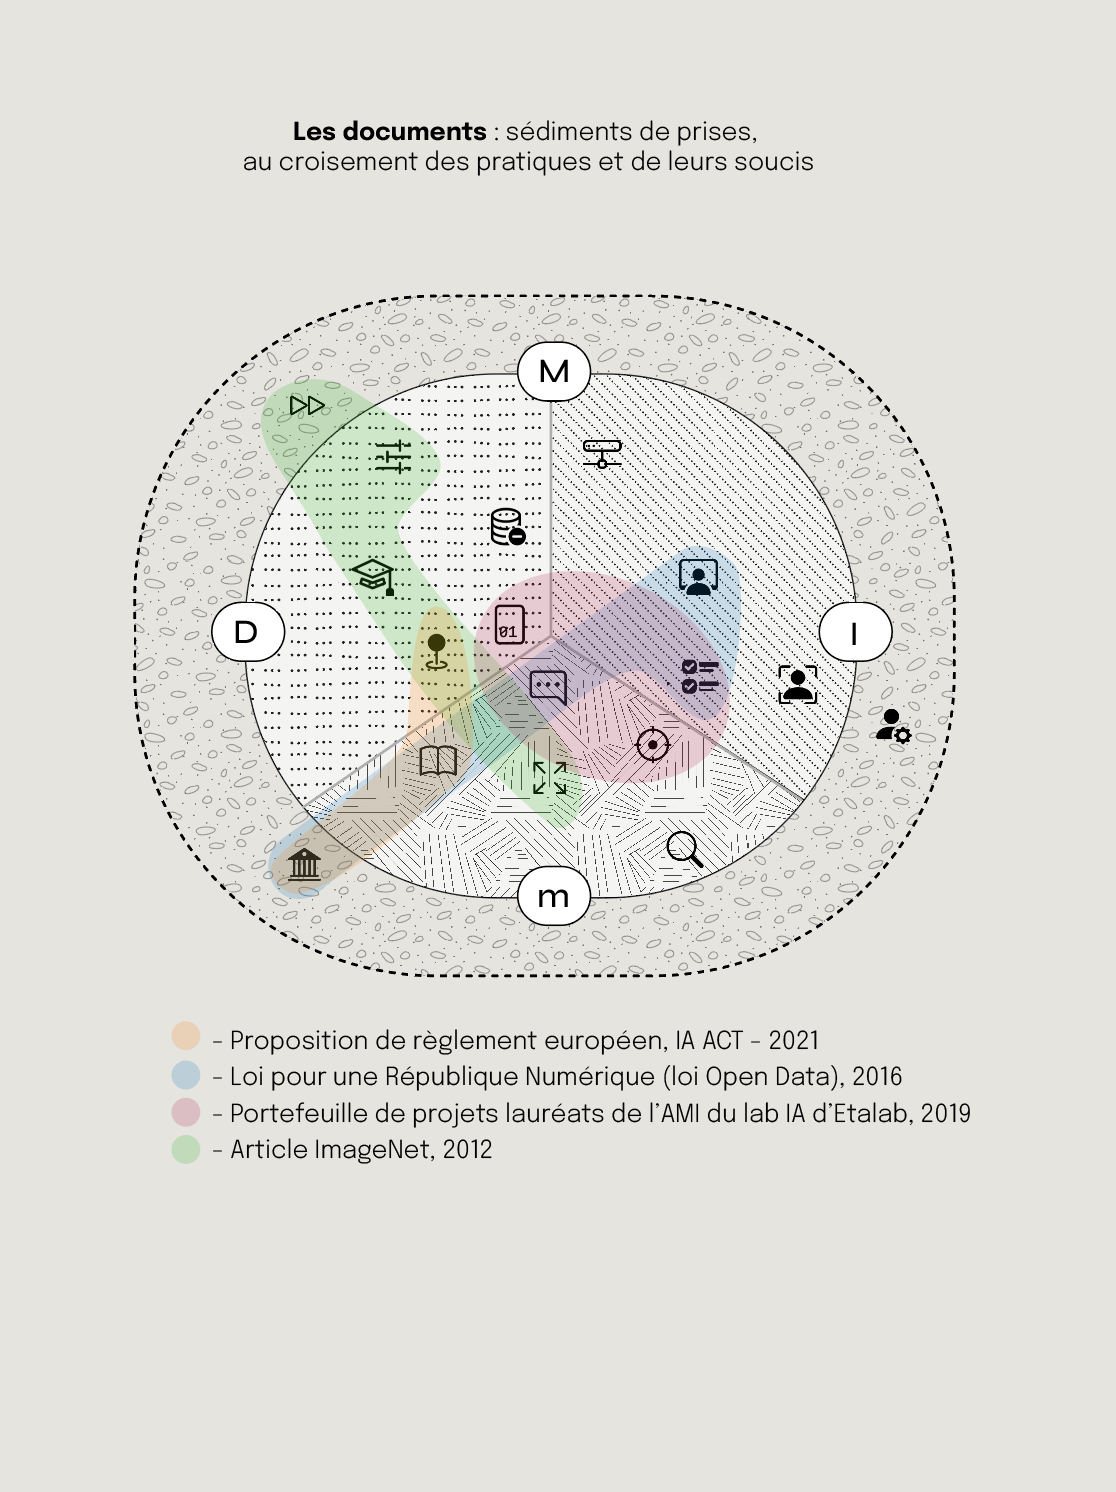 Les documents : sédiments de prises,
au croisement des pratiques et de leurs soucis
M
01
D
I
m
– Proposition de règlement européen, IA ACT – 2021
– Loi pour une République Numérique (loi Open Data), 2016
– Portefeuille de projets lauréats de l’AMI du lab IA d’Etalab, 2019
– Article ImageNet, 2012